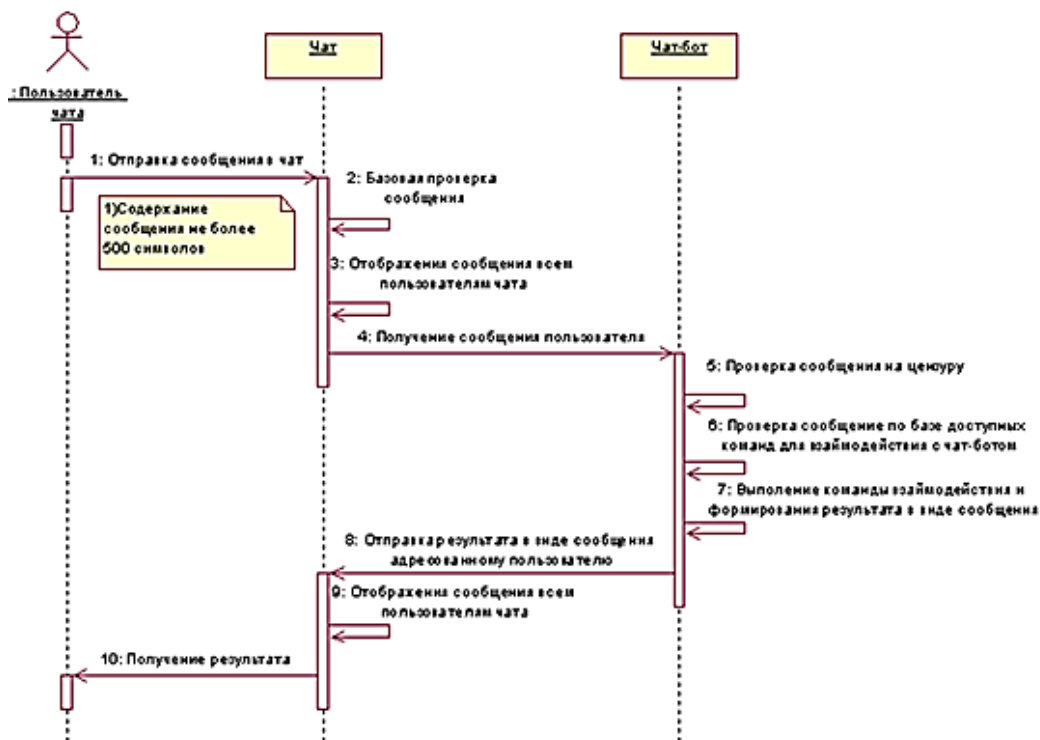 Чат
Чат-бот
: Пользователь
чата
1: Отправка сообщения в чат
2: Базовая проверка
сообщения
1)Содержание
сообщения не более
500 символов
3: Отображения сообщения всем
пользователям чата
4: Получение сообщения пользователя
5: Проверка сообщения на цензуру
6: Проверка сообщение по базе доступных
команд для взаимодействия с чат-ботом
7: Выполение команды взаимодействия и
формирования результата в виде сообщения
8: Отправка результата в виде сообщения
адресованному пользователю
9: Отображения сообщения всем
пользователям чата
10: Получение результата